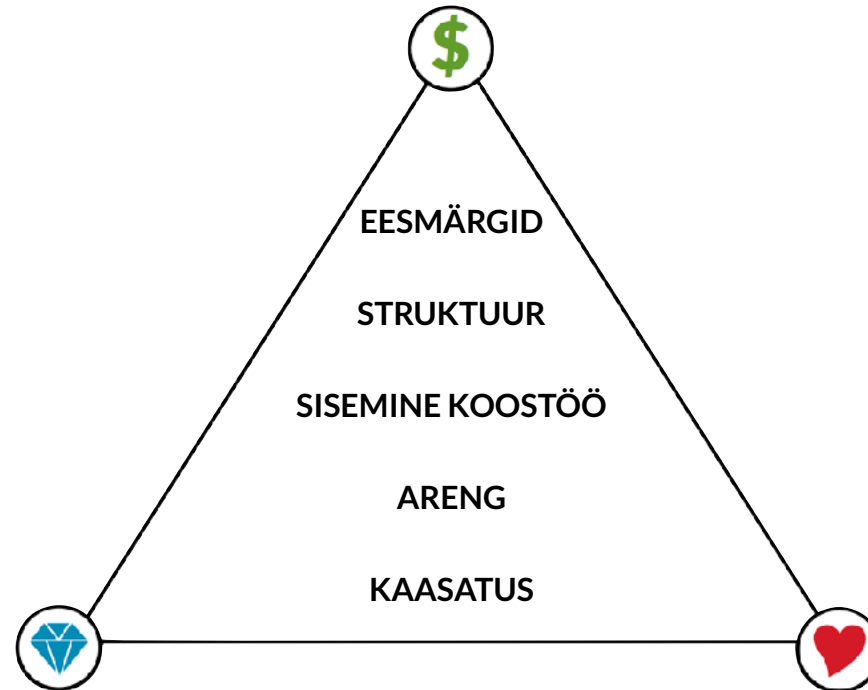 $
EESMÄRGID
STRUKTUUR
SISEMINE KOOSTÖÖ
ARENG
KAASATUS